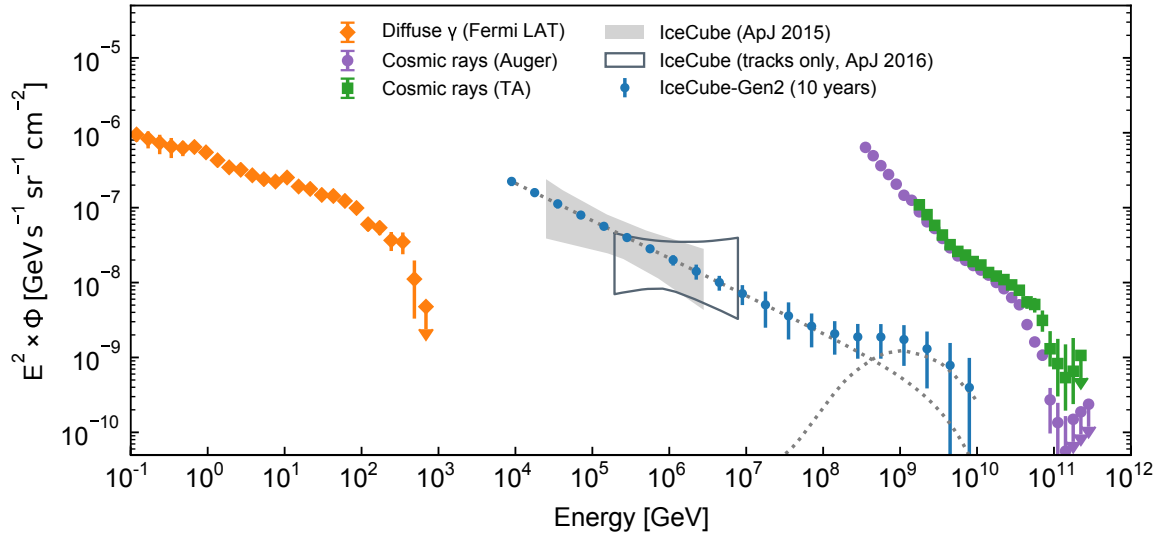 Diffuse γ (Fermi LAT)
Cosmic rays (Auger)
Cosmic rays (TA)
IceCube (ApJ 2015)
IceCube (tracks only, ApJ 2016)
IceCube-Gen2 (10 years)
E² × Φ [GeV s⁻¹ sr⁻¹ cm⁻²]
10⁻⁵
10⁻⁶
10⁻⁷
10⁻⁸
10⁻⁹
10⁻¹⁰
10⁻¹ 10⁰ 10¹ 10² 10³ 10⁴ 10⁵ 10⁶ 10⁷ 10⁸ 10⁹ 10¹⁰ 10¹¹ 10¹²
Energy [GeV]